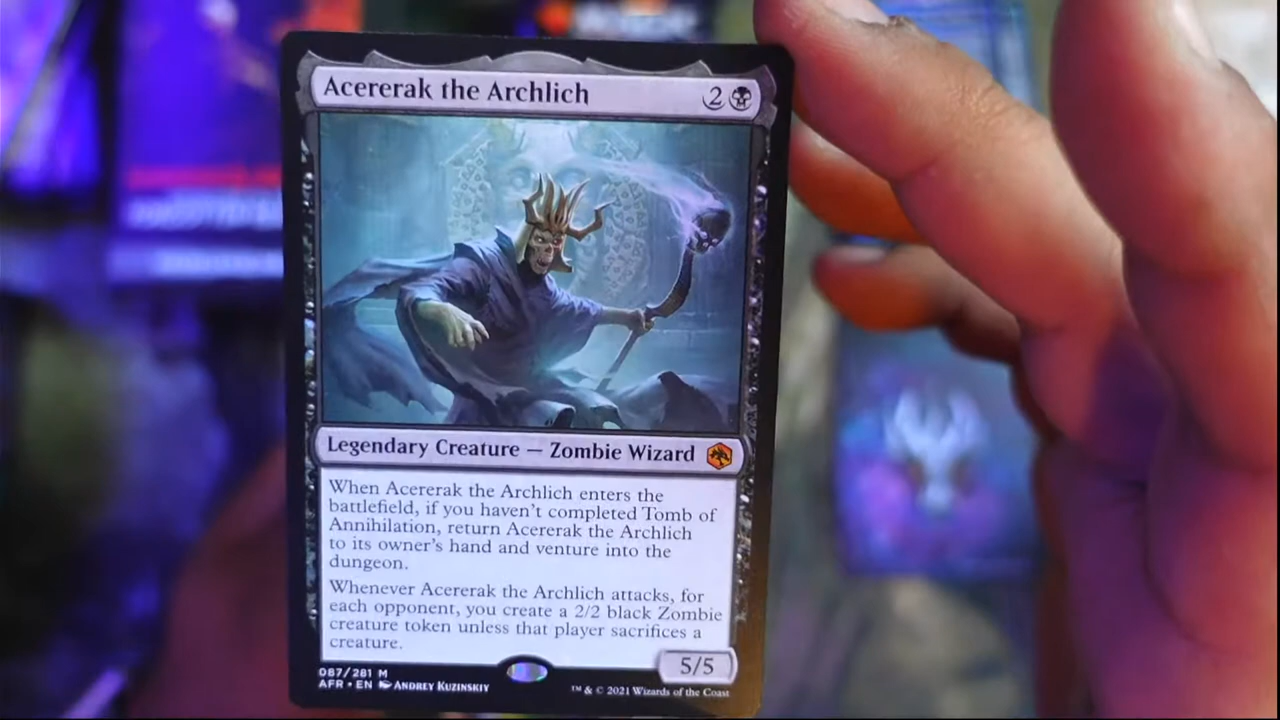 Acererak the Archlich 2
Legendary Creature — Zombie Wizard
When Acererak the Archlich enters the
battlefield, if you haven't completed Tomb of
Annihilation, return Acererak the Archlich
to its owner's hand and venture into the
dungeon.
Whenever Acererak the Archlich attacks, for
each opponent, you create a 2/2 black Zombie
creature token unless that player sacrifices a
creature.
5/5
087/281 M
AFR • EN Andrey Kuzinskiy
™ & © 2021 Wizards of the Coast